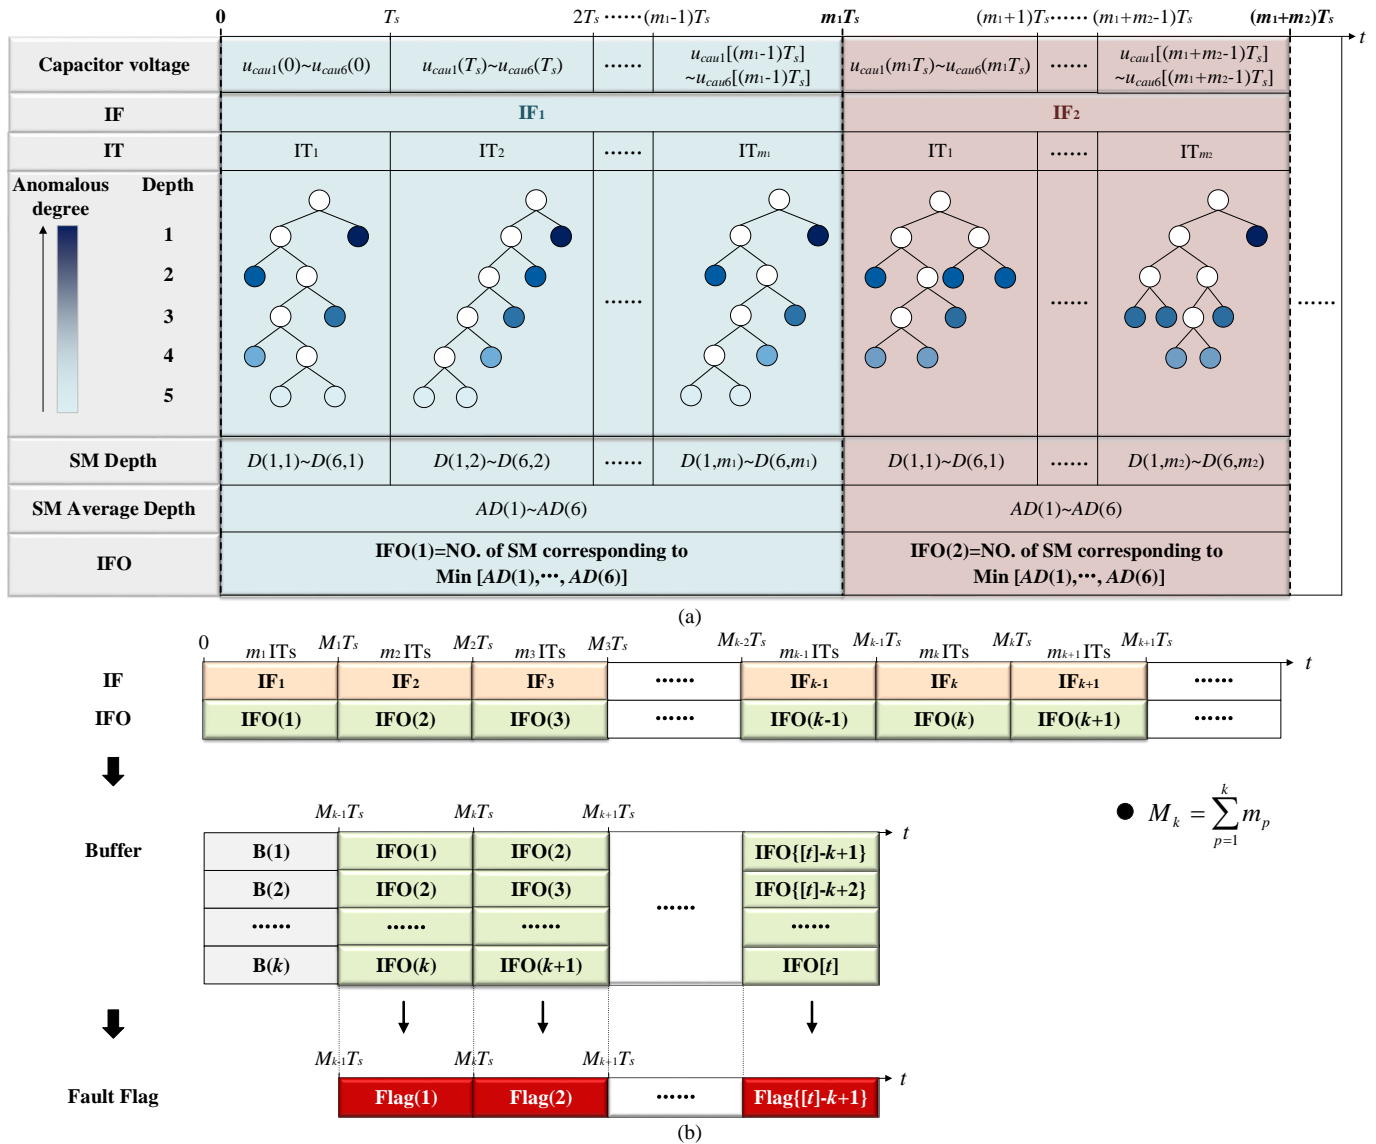 0 Ts 2Ts ······ (m1-1)Ts m1Ts (m1+1)Ts ······ (m1+m2-1)Ts (m1+m2)Ts
t
Capacitor voltage
ucau1(0)~ucau6(0)
ucau1(Ts)~ucau6(Ts)
······
ucau1[(m1-1)Ts]
~ucau6[(m1-1)Ts]
ucau1(m1Ts)~ucau6(m1Ts)
······
ucau1[(m1+m2-1)Ts]
~ucau6[(m1+m2-1)Ts]
IF IF1 IF2
IT IT1 IT2 ······ ITm1 IT1 ······ ITm2
Anomalous
degree
Depth
1
2
3
4
5
······ ······ ······
SM Depth D(1,1)~D(6,1) D(1,2)~D(6,2) ······ D(1,m1)~D(6,m1) D(1,1)~D(6,1) ······ D(1,m2)~D(6,m2)
SM Average Depth AD(1)~AD(6) AD(1)~AD(6)
IFO
IFO(1)=NO. of SM corresponding to
Min [AD(1),···, AD(6)]
IFO(2)=NO. of SM corresponding to
Min [AD(1),···, AD(6)]
(a)
0 m1 ITs M1Ts m2 ITs M2Ts m3 ITs M3Ts Mk-2Ts mk-1 ITs Mk-1Ts mk ITs MkTs mk+1 ITs Mk+1Ts t
IF IF1 IF2 IF3 ······ IFk-1 IFk IFk+1 ······
IFO IFO(1) IFO(2) IFO(3) ······ IFO(k-1) IFO(k) IFO(k+1) ······
Mk-1Ts MkTs Mk+1Ts t
Buffer
B(1) IFO(1) IFO(2) IFO{[t]-k+1}
B(2) IFO(2) IFO(3) ······ IFO{[t]-k+2}
······ ······ ······ ······
B(k) IFO(k) IFO(k+1) IFO[t]
● Mk = ∑ k p=1 mp
Mk-1Ts MkTs Mk+1Ts t
Fault Flag Flag(1) Flag(2) ······ Flag{[t]-k+1}
(b)